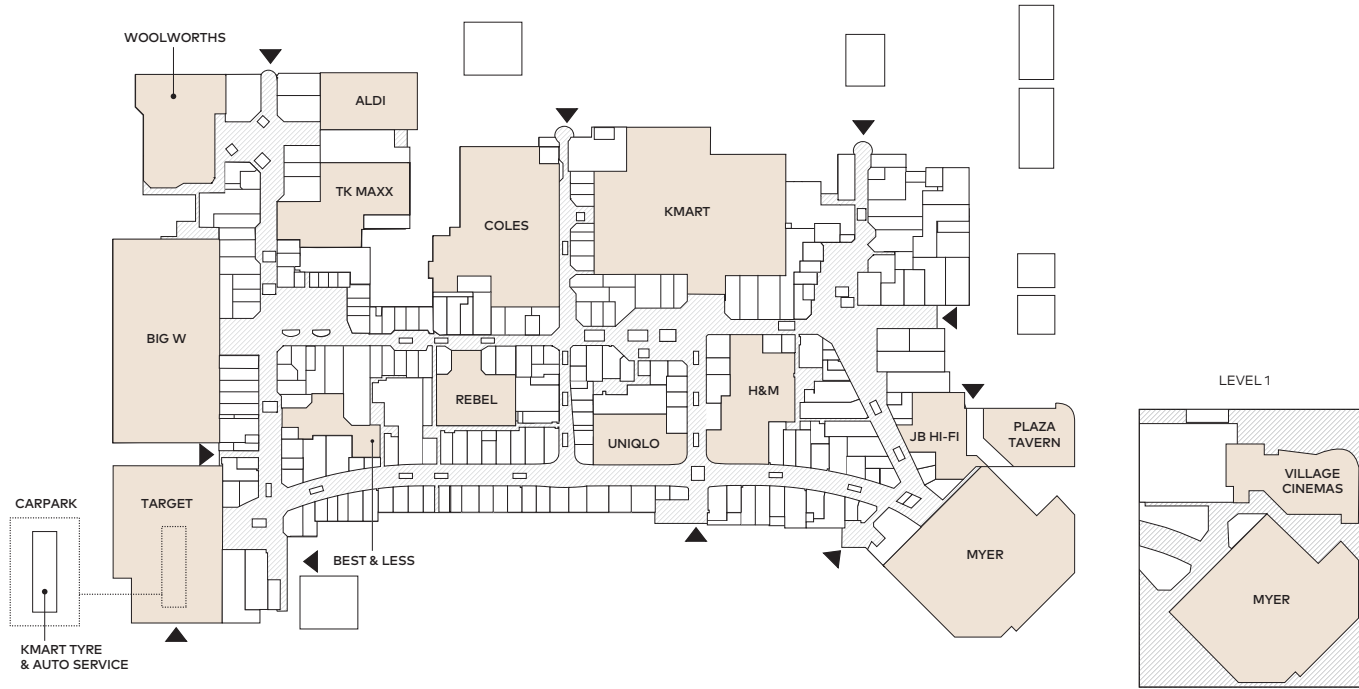 WOOLWORTHS
ALDI
TK MAXX
COLES
KMART
BIG W
REBEL
H&M
UNIQLO
JB HI-FI
PLAZA
TAVERN
LEVEL 1
VILLAGE
CINEMAS
CARPARK
TARGET
BEST & LESS
MYER
MYER
KMART TYRE
& AUTO SERVICE